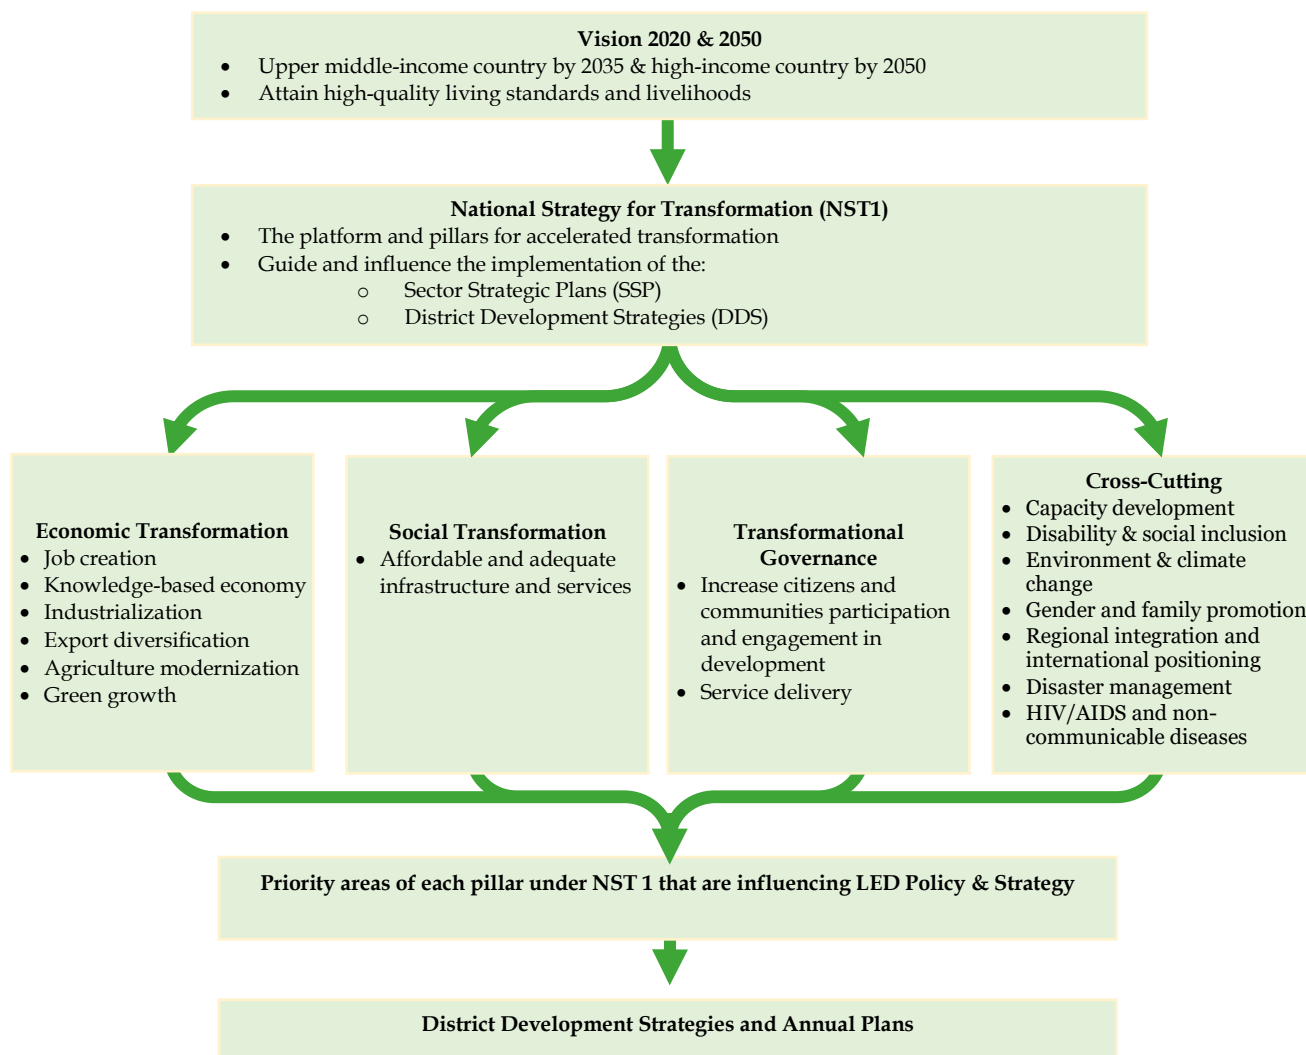 Vision 2020 & 2050
• Upper middle-income country by 2035 & high-income country by 2050
• Attain high-quality living standards and livelihoods
National Strategy for Transformation (NST1)
• The platform and pillars for accelerated transformation
• Guide and influence the implementation of the:
o Sector Strategic Plans (SSP)
o District Development Strategies (DDS)
Economic Transformation
• Job creation
• Knowledge-based economy
• Industrialization
• Export diversification
• Agriculture modernization
• Green growth
Social Transformation
• Affordable and adequate
infrastructure and services
Transformational
Governance
• Increase citizens and
communities participation
and engagement in
development
• Service delivery
Cross-Cutting
• Capacity development
• Disability & social inclusion
• Environment & climate
change
• Gender and family promotion
• Regional integration and
international positioning
• Disaster management
• HIV/AIDS and non-
communicable diseases
Priority areas of each pillar under NST 1 that are influencing LED Policy & Strategy
District Development Strategies and Annual Plans